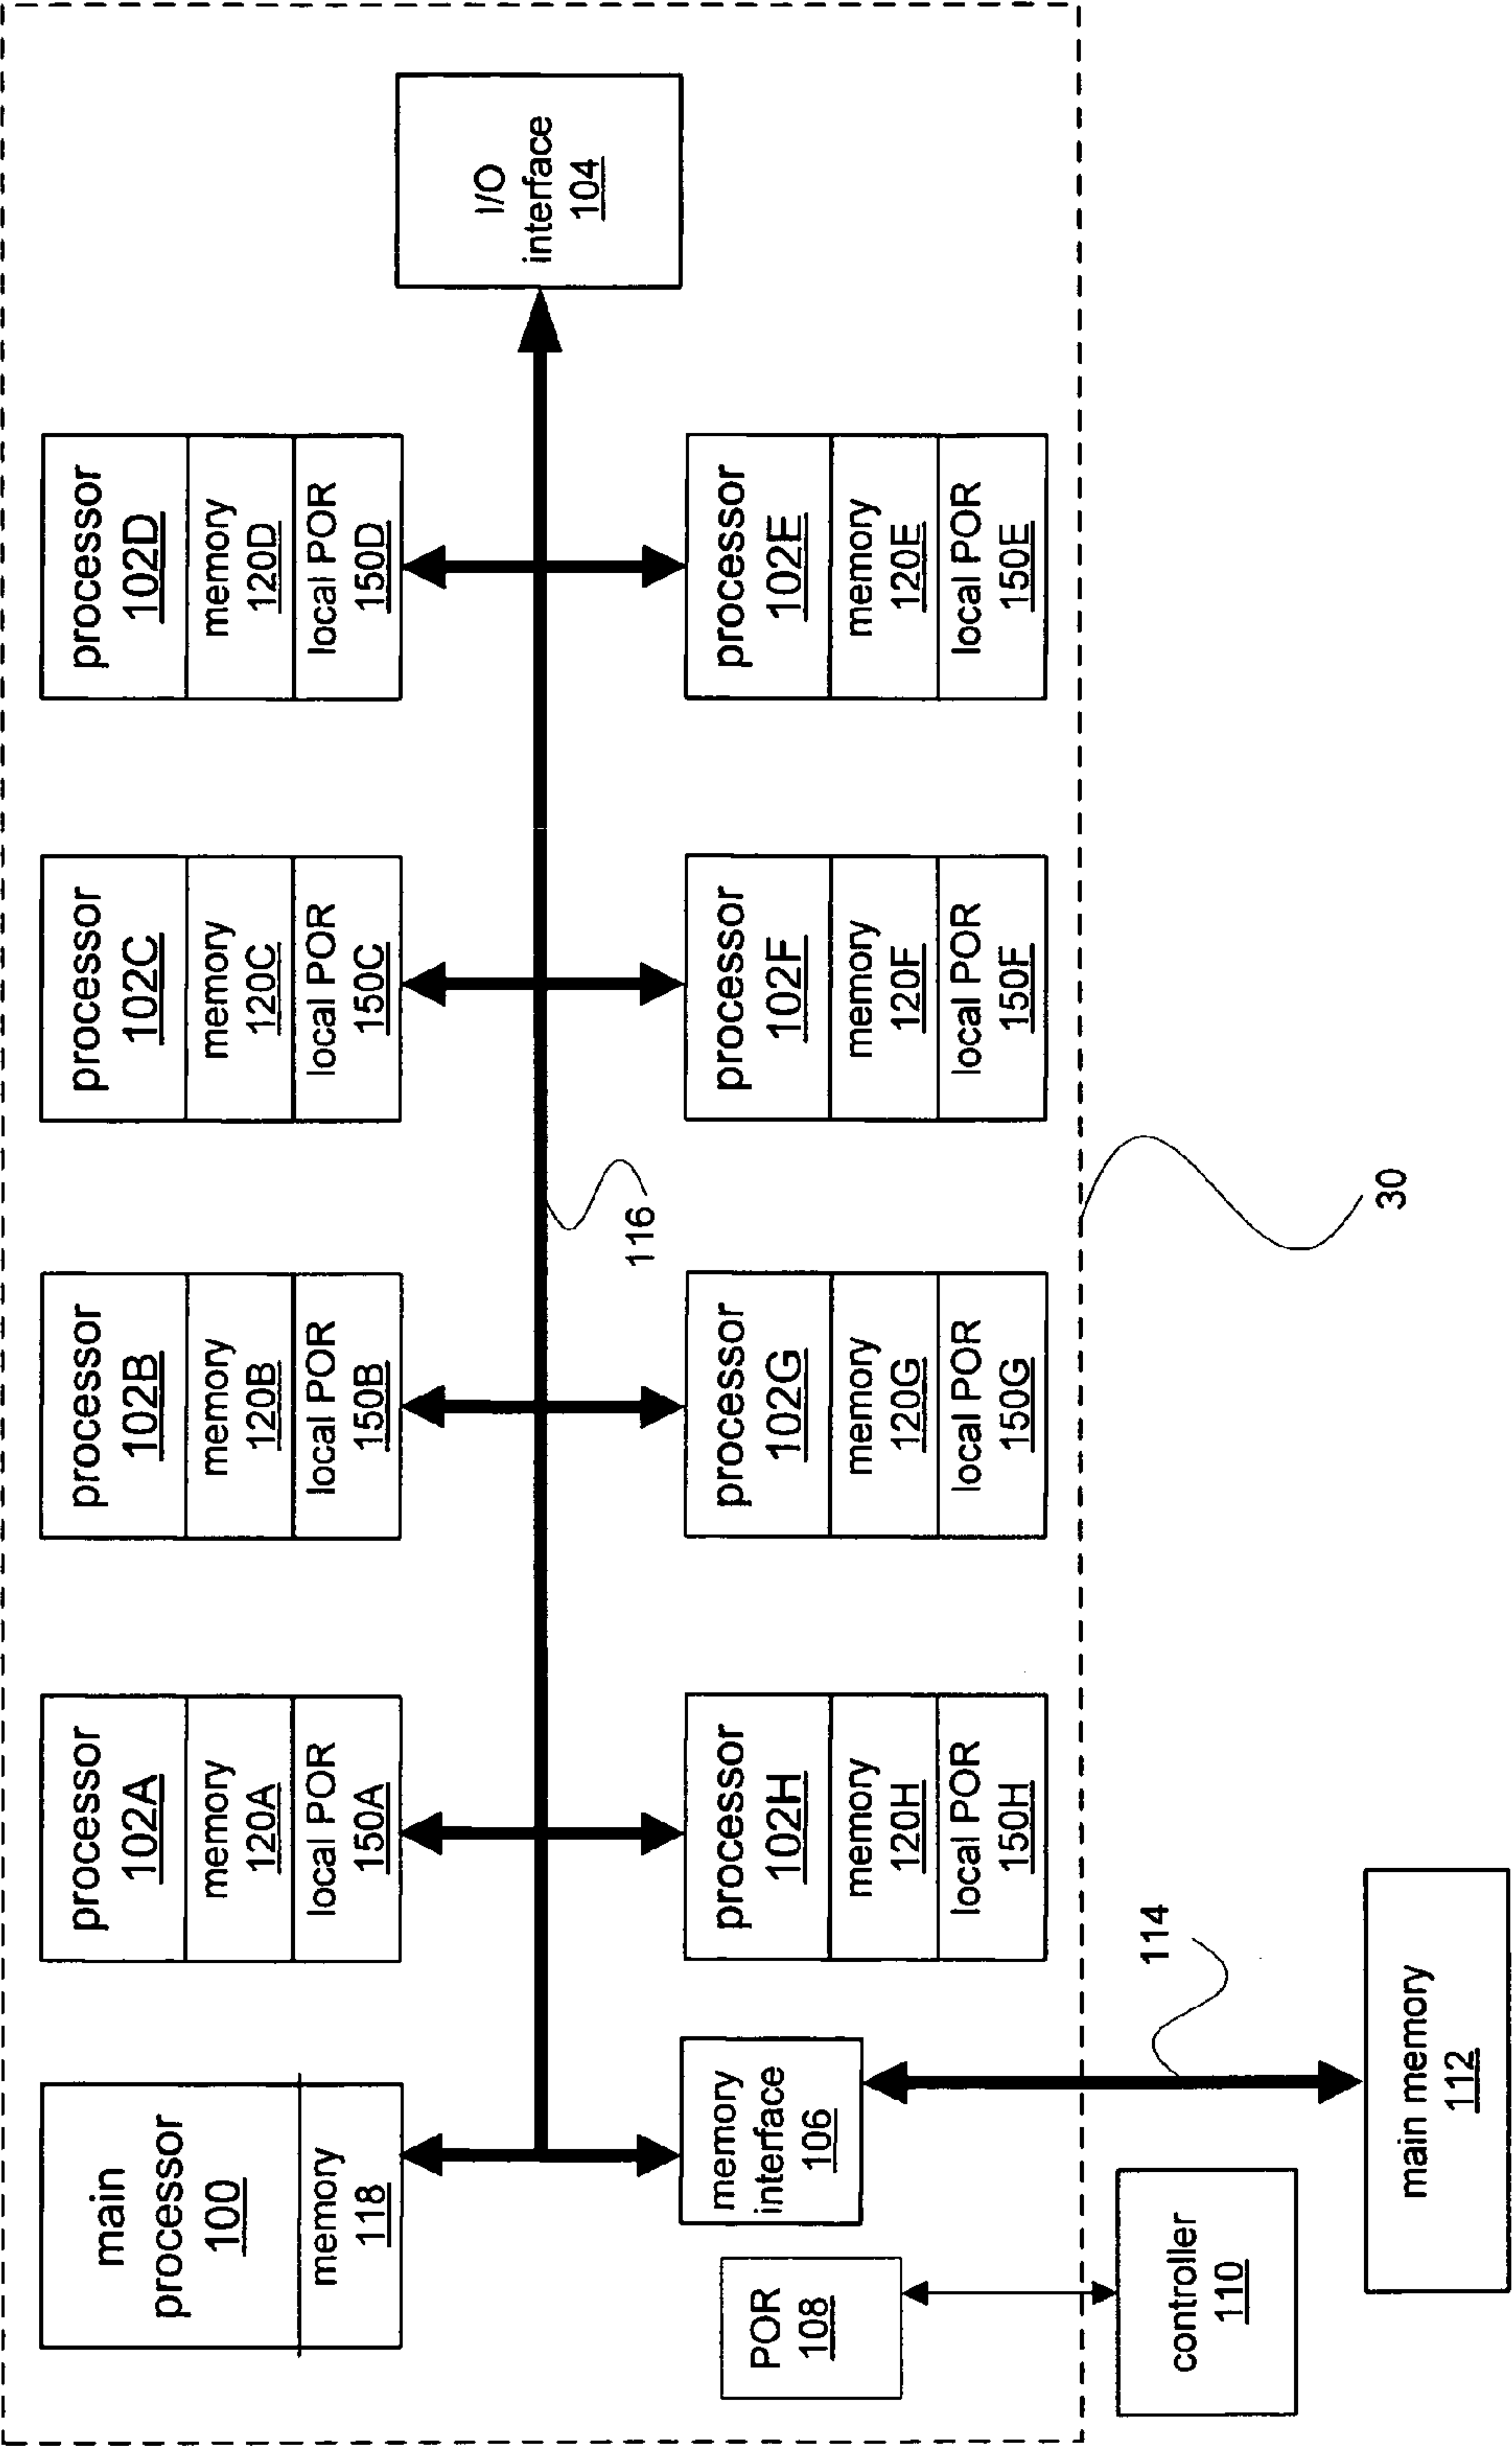 main
processor
100
memory
118
processor
102A
memory
120A
local POR
150A
processor
102B
memory
120B
local POR
150B
processor
102C
memory
120C
local POR
150C
processor
102D
memory
120D
local POR
150D
I/O
interface
104
116
POR
108
memory
interface
106
processor
102H
memory
120H
local POR
150H
processor
102G
memory
120G
local POR
150G
processor
102F
memory
120F
local POR
150F
processor
102E
memory
120E
local POR
150E
controller
110
114
main memory
112
30